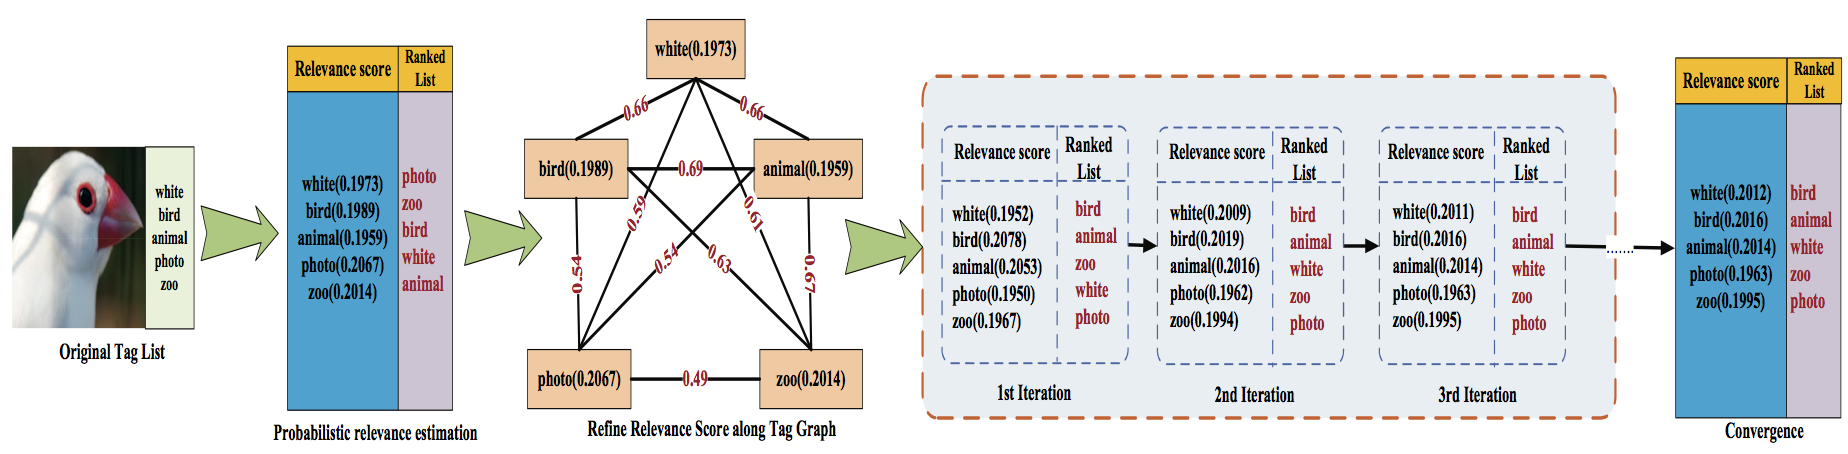 white
bird
animal
photo
zoo
Original Tag List
Relevance score
Ranked
List
white(0.1973)
bird(0.1989)
animal(0.1959)
photo(0.2067)
zoo(0.2014)
photo
zoo
bird
white
animal
Probabilistic relevance estimation
white(0.1973)
0.66
0.66
bird(0.1989)
0.69
animal(0.1959)
0.59
0.61
0.54
0.54
0.63
0.67
photo(0.2067)
0.49
zoo(0.2014)
Refine Relevance Score along Tag Graph
Relevance score
Ranked
List
white(0.1952)
bird(0.2078)
animal(0.2053)
photo(0.1950)
zoo(0.1967)
bird
animal
zoo
white
photo
1st Iteration
Relevance score
Ranked
List
white(0.2009)
bird(0.2019)
animal(0.2016)
photo(0.1962)
zoo(0.1994)
bird
animal
white
zoo
photo
2nd Iteration
Relevance score
Ranked
List
white(0.2011)
bird(0.2016)
animal(0.2014)
photo(0.1963)
zoo(0.1995)
bird
animal
white
zoo
photo
3rd Iteration
......
Relevance score
Ranked
List
white(0.2012)
bird(0.2016)
animal(0.2014)
photo(0.1963)
zoo(0.1995)
bird
animal
white
zoo
photo
Convergence